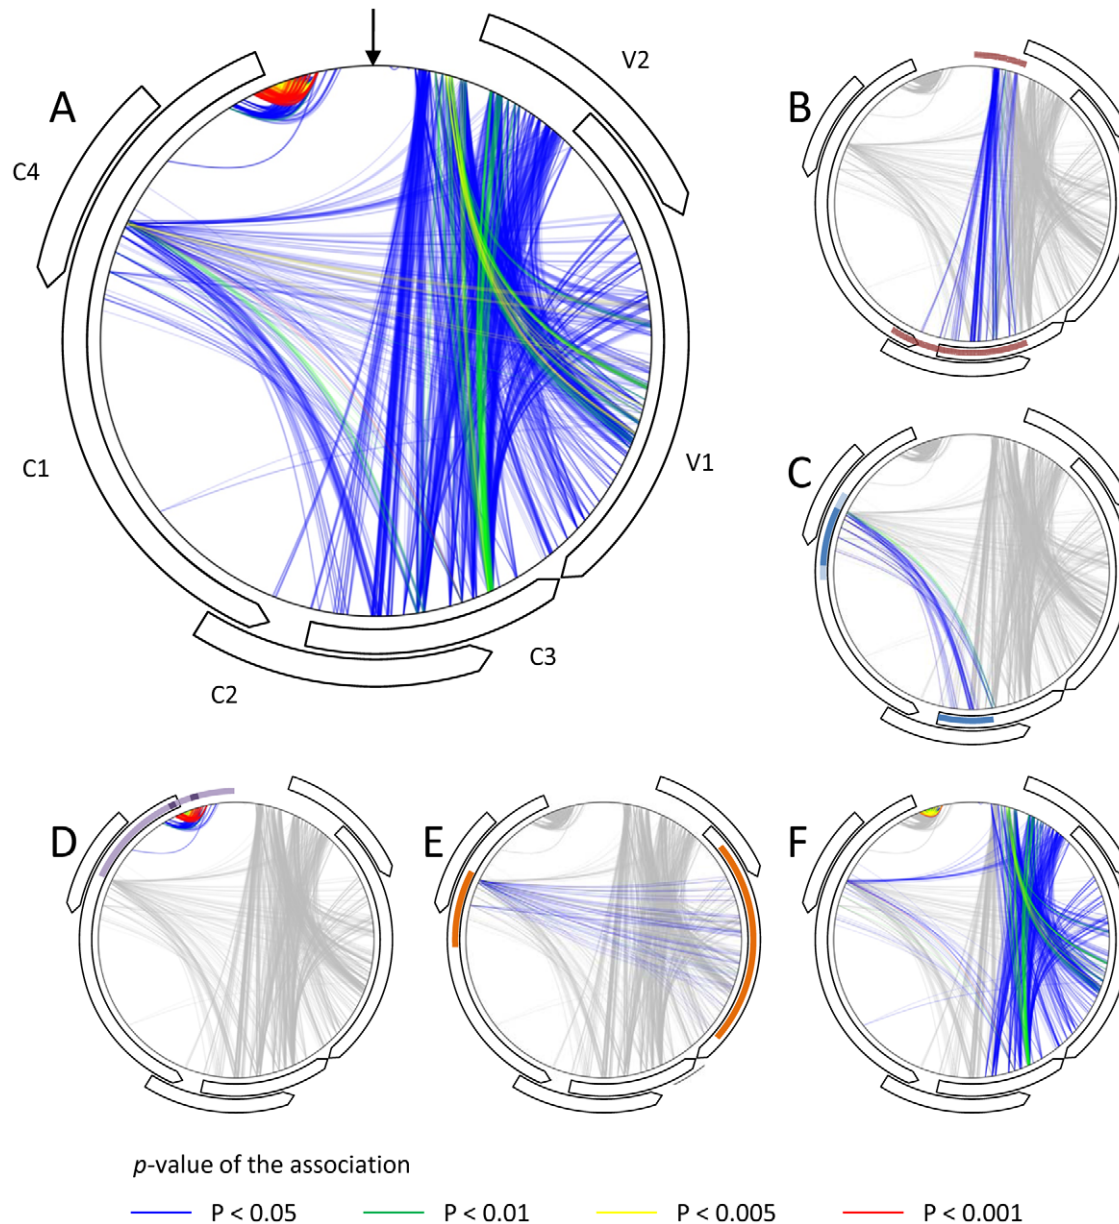 A
V2
C4
B
C1
V1
C
C3
C2
D
E
F
p-value of the association
P < 0.05
P < 0.01
P < 0.005
P < 0.001